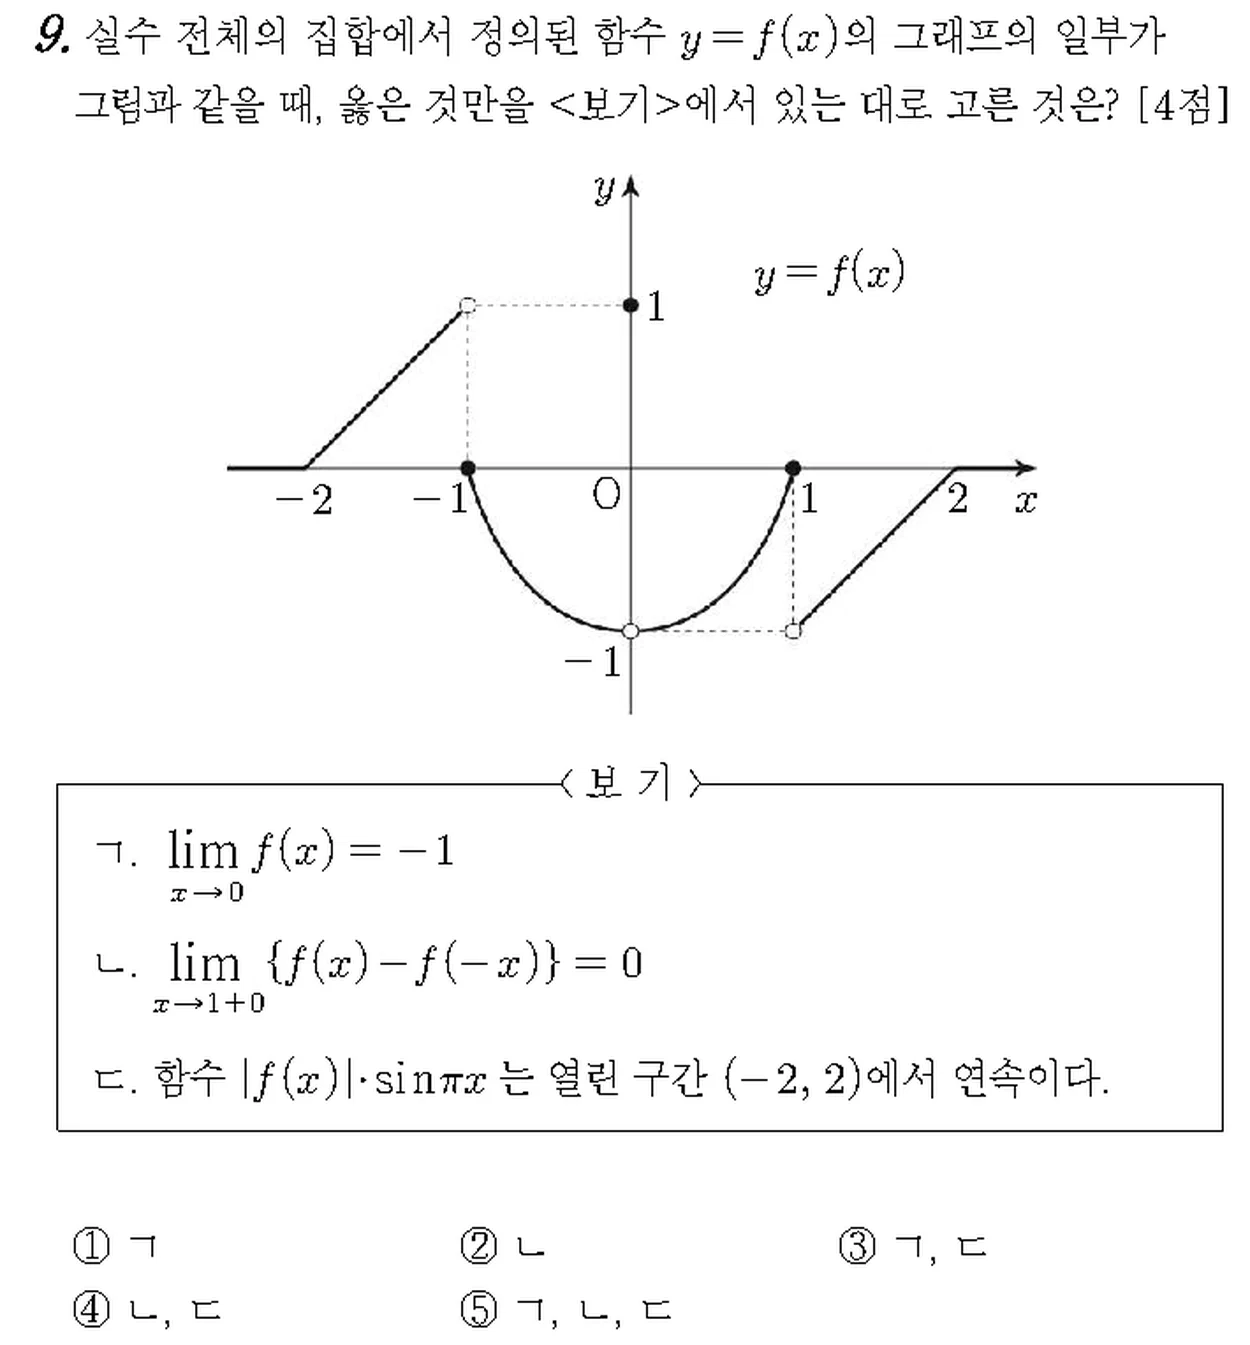 9. 실수 전체의 집합에서 정의된 함수 y=f(x)의 그래프의 일부가
그림과 같을 때, 옳은 것만을 <보기>에서 있는 대로 고른 것은? [4점]
y
y=f(x)
1
-2 -1 O 1 2 x
-1
<보 기>
ㄱ. lim f(x) = -1
x→0
ㄴ. lim {f(x)-f(-x)} = 0
x→1+0
ㄷ. 함수 |f(x)|·sinπx 는 열린 구간 (-2, 2)에서 연속이다.
① ㄱ ② ㄴ ③ ㄱ, ㄷ
④ ㄴ, ㄷ ⑤ ㄱ, ㄴ, ㄷ